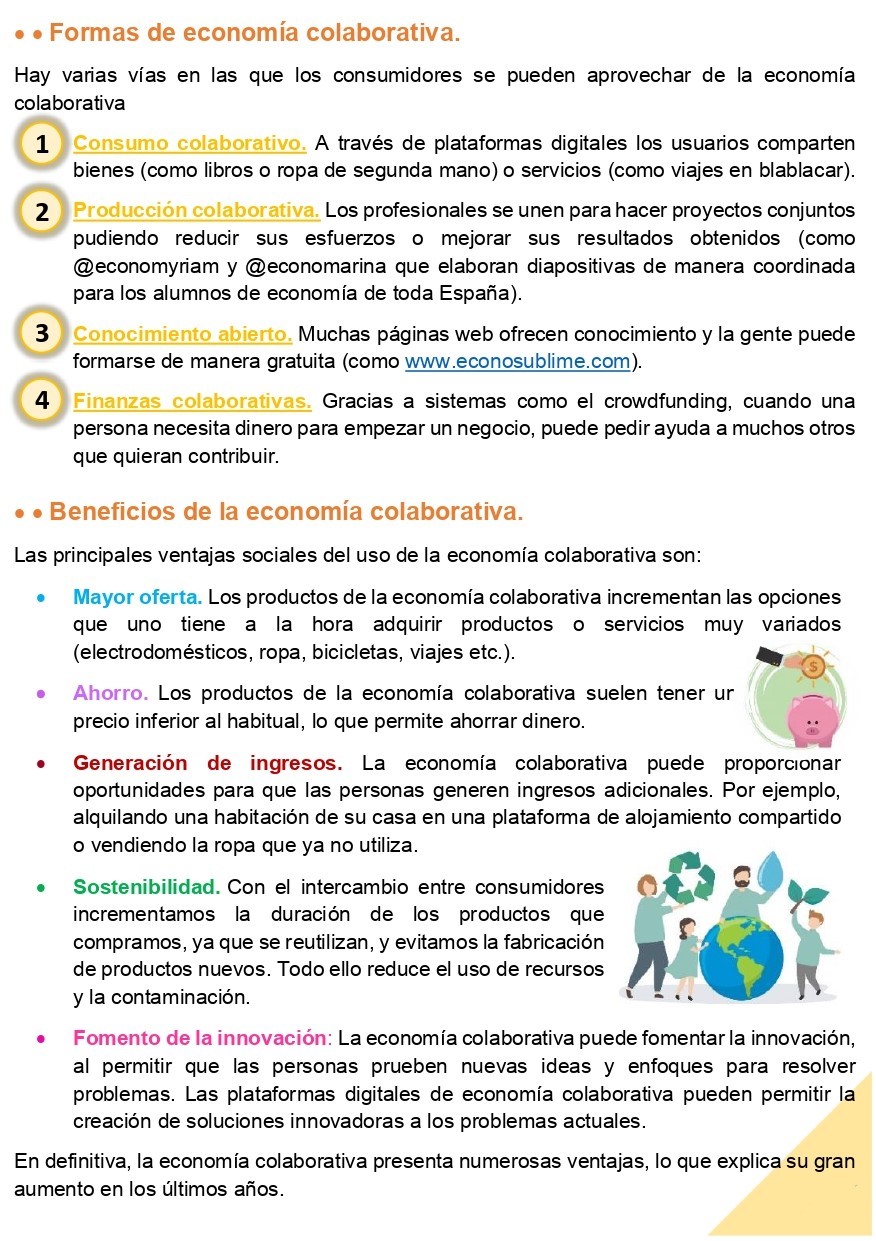 • • Formas de economía colaborativa.
Hay varias vías en las que los consumidores se pueden aprovechar de la economía
colaborativa
1 Consumo colaborativo. A través de plataformas digitales los usuarios comparten
bienes (como libros o ropa de segunda mano) o servicios (como viajes en blablacar).
2 Producción colaborativa. Los profesionales se unen para hacer proyectos conjuntos
pudiendo reducir sus esfuerzos o mejorar sus resultados obtenidos (como
@economyriam y @economarina que elaboran diapositivas de manera coordinada
para los alumnos de economía de toda España).
3 Conocimiento abierto. Muchas páginas web ofrecen conocimiento y la gente puede
formarse de manera gratuita (como www.econosublime.com).
4 Finanzas colaborativas. Gracias a sistemas como el crowdfunding, cuando una
persona necesita dinero para empezar un negocio, puede pedir ayuda a muchos otros
que quieran contribuir.
• • Beneficios de la economía colaborativa.
Las principales ventajas sociales del uso de la economía colaborativa son:
• Mayor oferta. Los productos de la economía colaborativa incrementan las opciones
que uno tiene a la hora adquirir productos o servicios muy variados
(electrodomésticos, ropa, bicicletas, viajes etc.).
$
• Ahorro. Los productos de la economía colaborativa suelen tener un
precio inferior al habitual, lo que permite ahorrar dinero.
• Generación de ingresos. La economía colaborativa puede proporcionar
oportunidades para que las personas generen ingresos adicionales. Por ejemplo,
alquilando una habitación de su casa en una plataforma de alojamiento compartido
o vendiendo la ropa que ya no utiliza.
• Sostenibilidad. Con el intercambio entre consumidores
incrementamos la duración de los productos que
compramos, ya que se reutilizan, y evitamos la fabricación
de productos nuevos. Todo ello reduce el uso de recursos
y la contaminación.
• Fomento de la innovación: La economía colaborativa puede fomentar la innovación,
al permitir que las personas prueben nuevas ideas y enfoques para resolver
problemas. Las plataformas digitales de economía colaborativa pueden permitir la
creación de soluciones innovadoras a los problemas actuales.
En definitiva, la economía colaborativa presenta numerosas ventajas, lo que explica su gran
aumento en los últimos años.